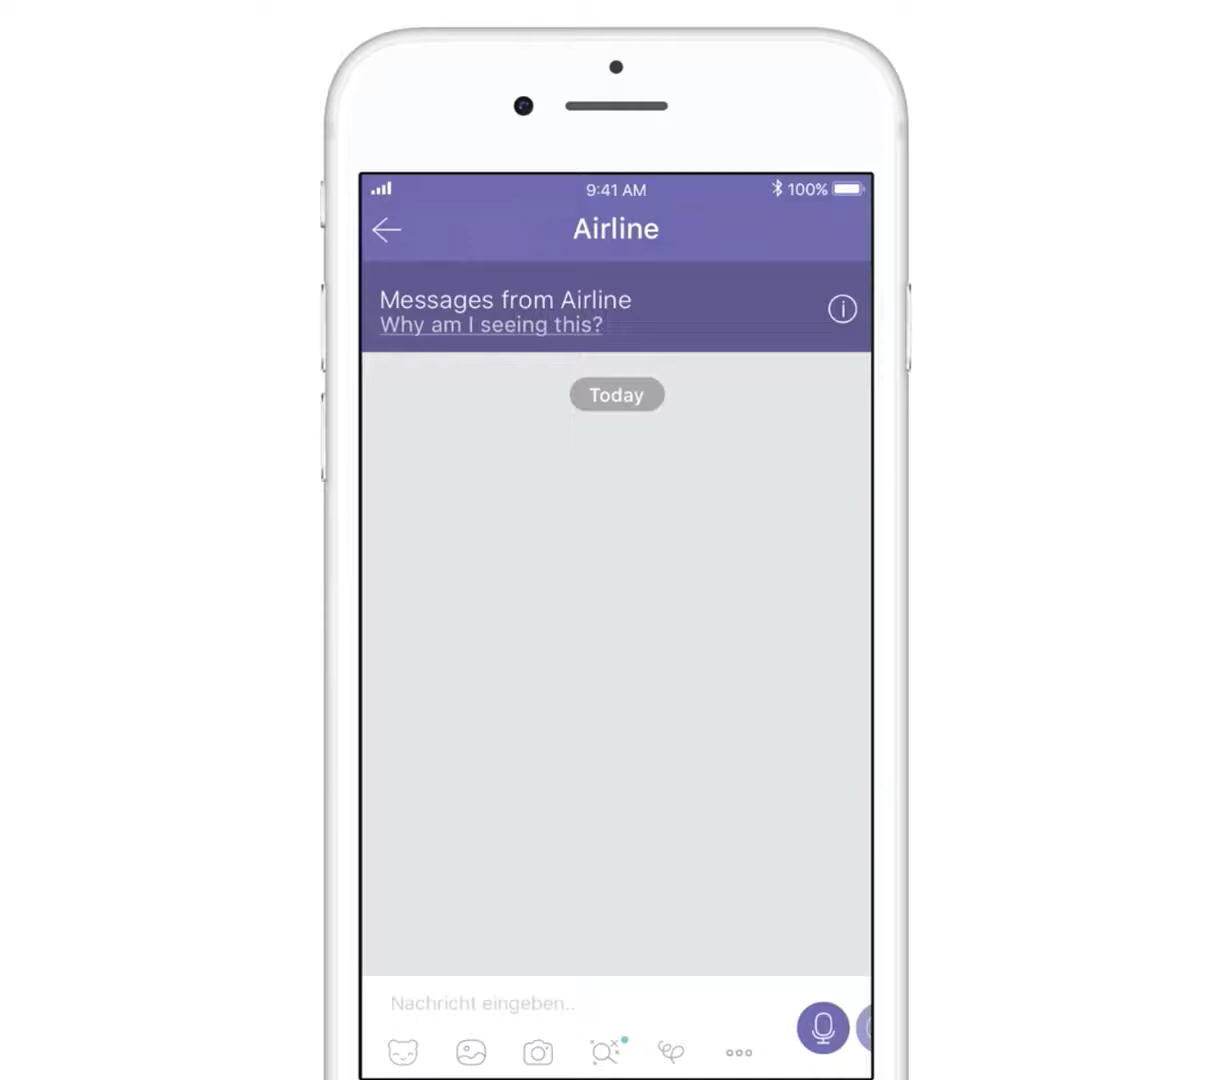 9:41 AM
100%
Airline
Messages from Airline
Why am I seeing this?
Today
Nachricht eingeben..